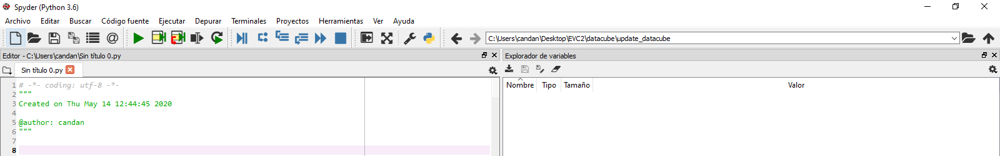 Spyder (Python 3.6)
Archivo Editar Buscar Código fuente Ejecutar Depurar Terminales Proyectos Herramientas Ver Ayuda
C:\Users\candan\Desktop\EVC2\datacube\update_datacube
Editor - C:\Users\candan\Sin título 0.py
Sin título 0.py
1 # -*- coding: utf-8 -*-
2 """
3 Created on Thu May 14 12:44:45 2020
4
5 @author: candan
6 """
7
8
Explorador de variables
Nombre Tipo Tamaño Valor